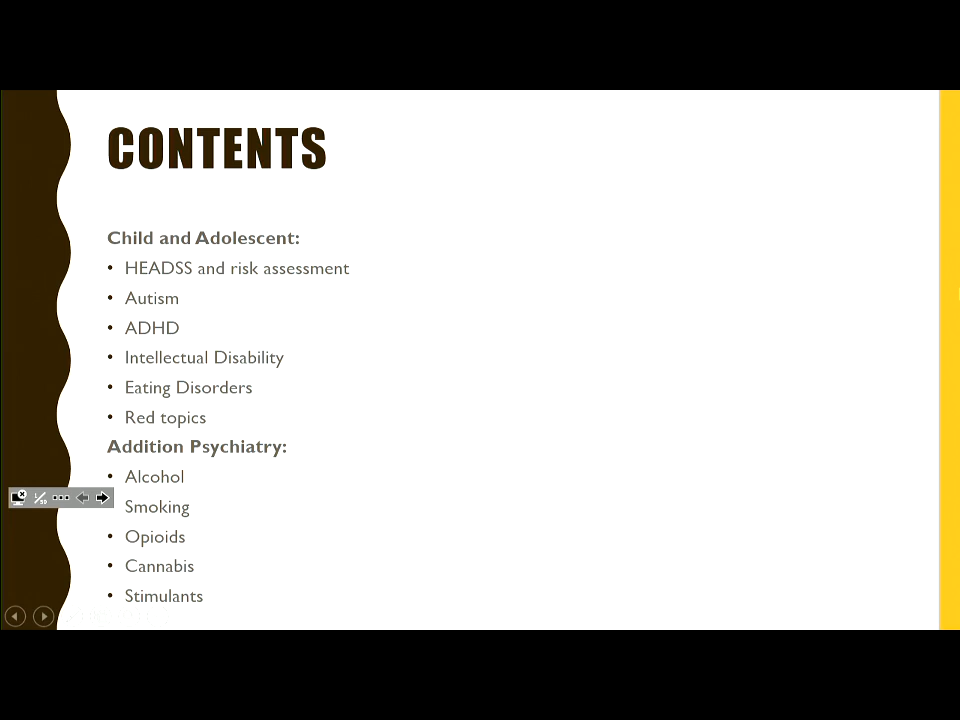 CONTENTS
Child and Adolescent:
• HEADSS and risk assessment
• Autism
• ADHD
• Intellectual Disability
• Eating Disorders
• Red topics
Addition Psychiatry:
• Alcohol
Smoking
• Opioids
• Cannabis
• Stimulants